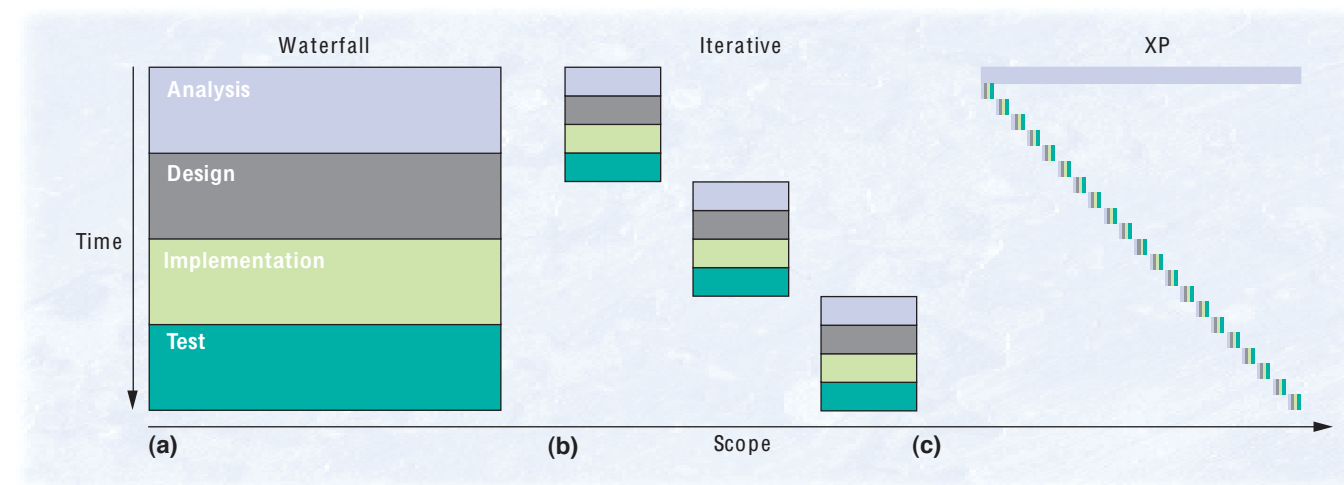 Waterfall
Iterative
XP
Analysis
Design
Time
Implementation
Test
(a)
(b)
Scope
(c)